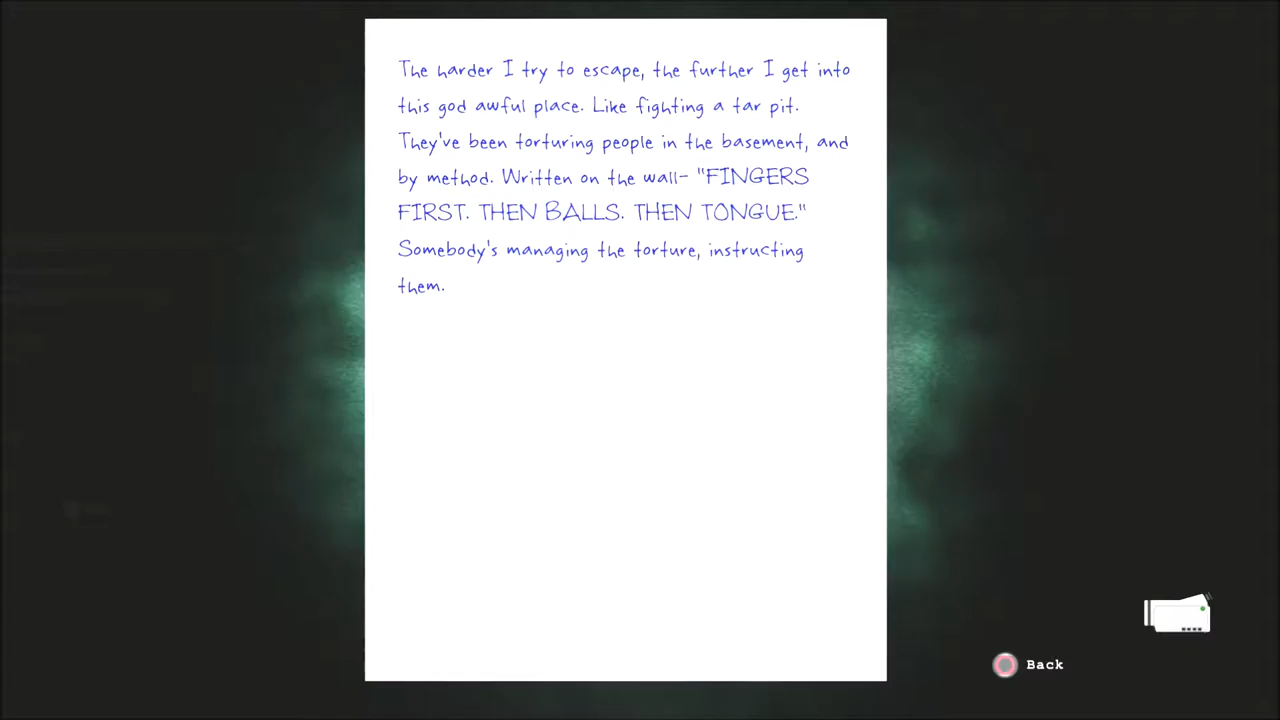 The harder I try to escape, the further I get into
this god awful place. Like fighting a tar pit.
They've been torturing people in the basement, and
by method. Written on the wall- "FINGERS
FIRST. THEN BALLS. THEN TONGUE."
Somebody's managing the torture, instructing
them.
Back